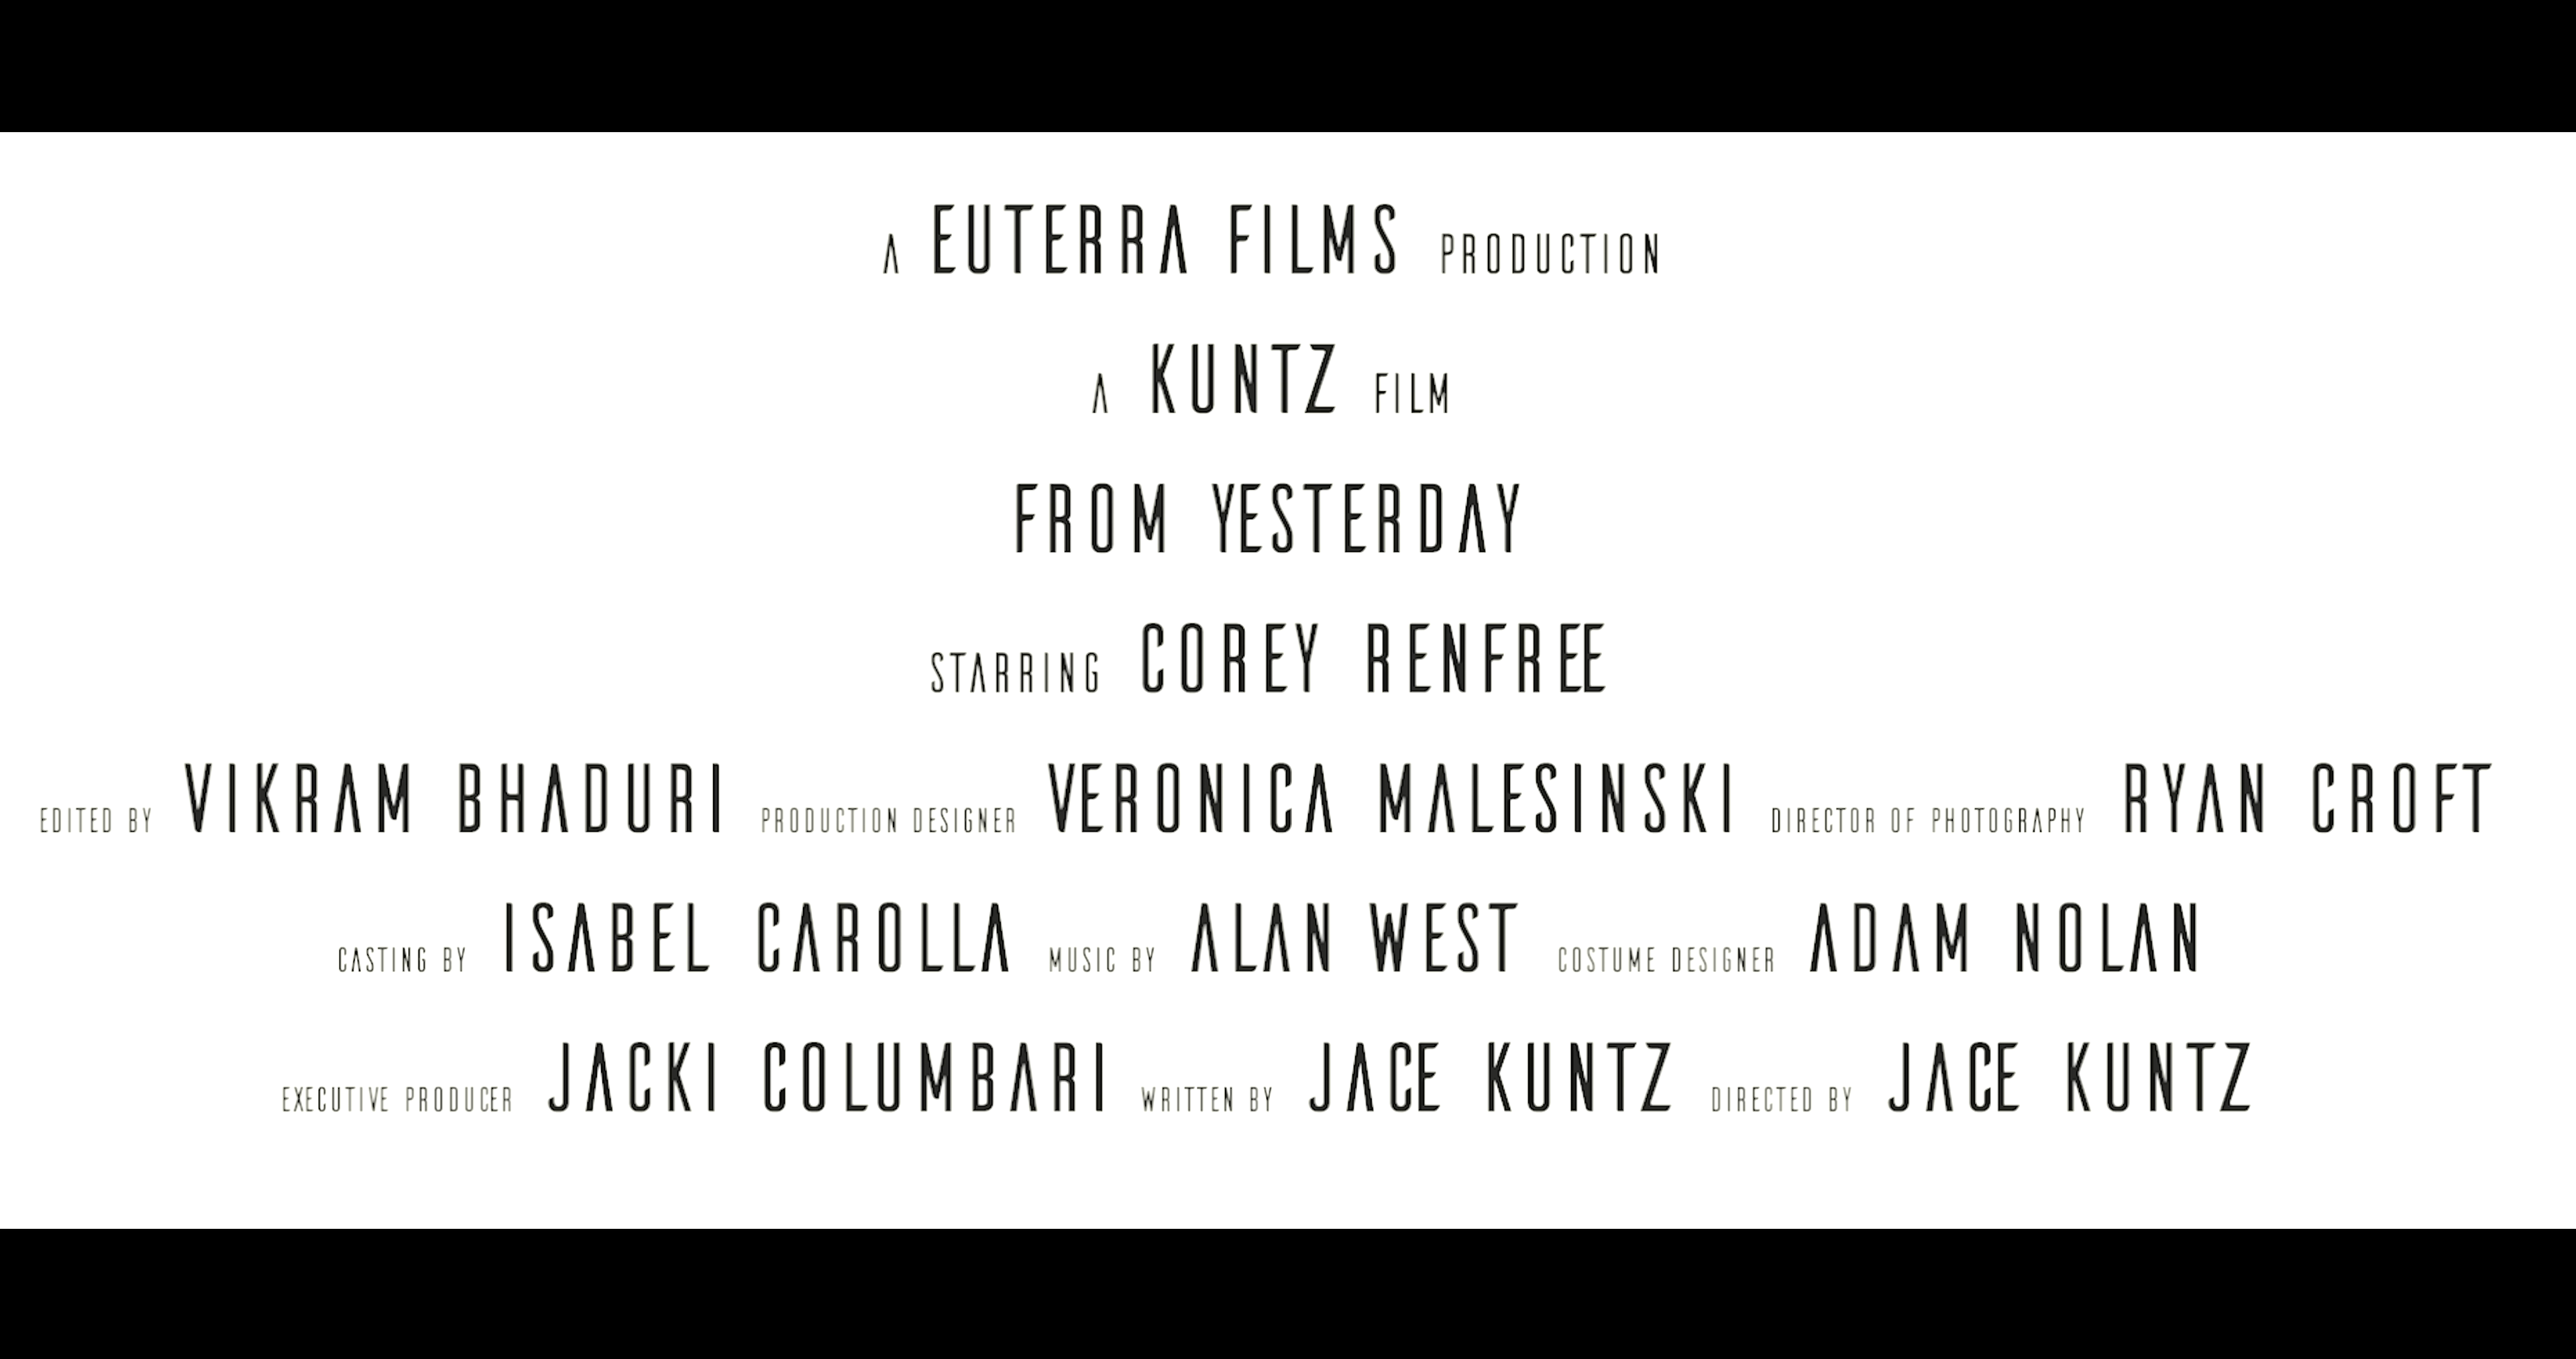 A EUTERRA FILMS PRODUCTION
A KUNTZ FILM
FROM YESTERDAY
STARRING COREY RENFREE
EDITED BY VIKRAM BHADURI PRODUCTION DESIGNER VERONICA MALESINSKI DIRECTOR OF PHOTOGRAPHY RYAN CROFT
CASTING BY ISABEL CAROLLA MUSIC BY ALAN WEST COSTUME DESIGNER ADAM NOLAN
EXECUTIVE PRODUCER JACKI COLUMBARI WRITTEN BY JACE KUNTZ DIRECTED BY JACE KUNTZ